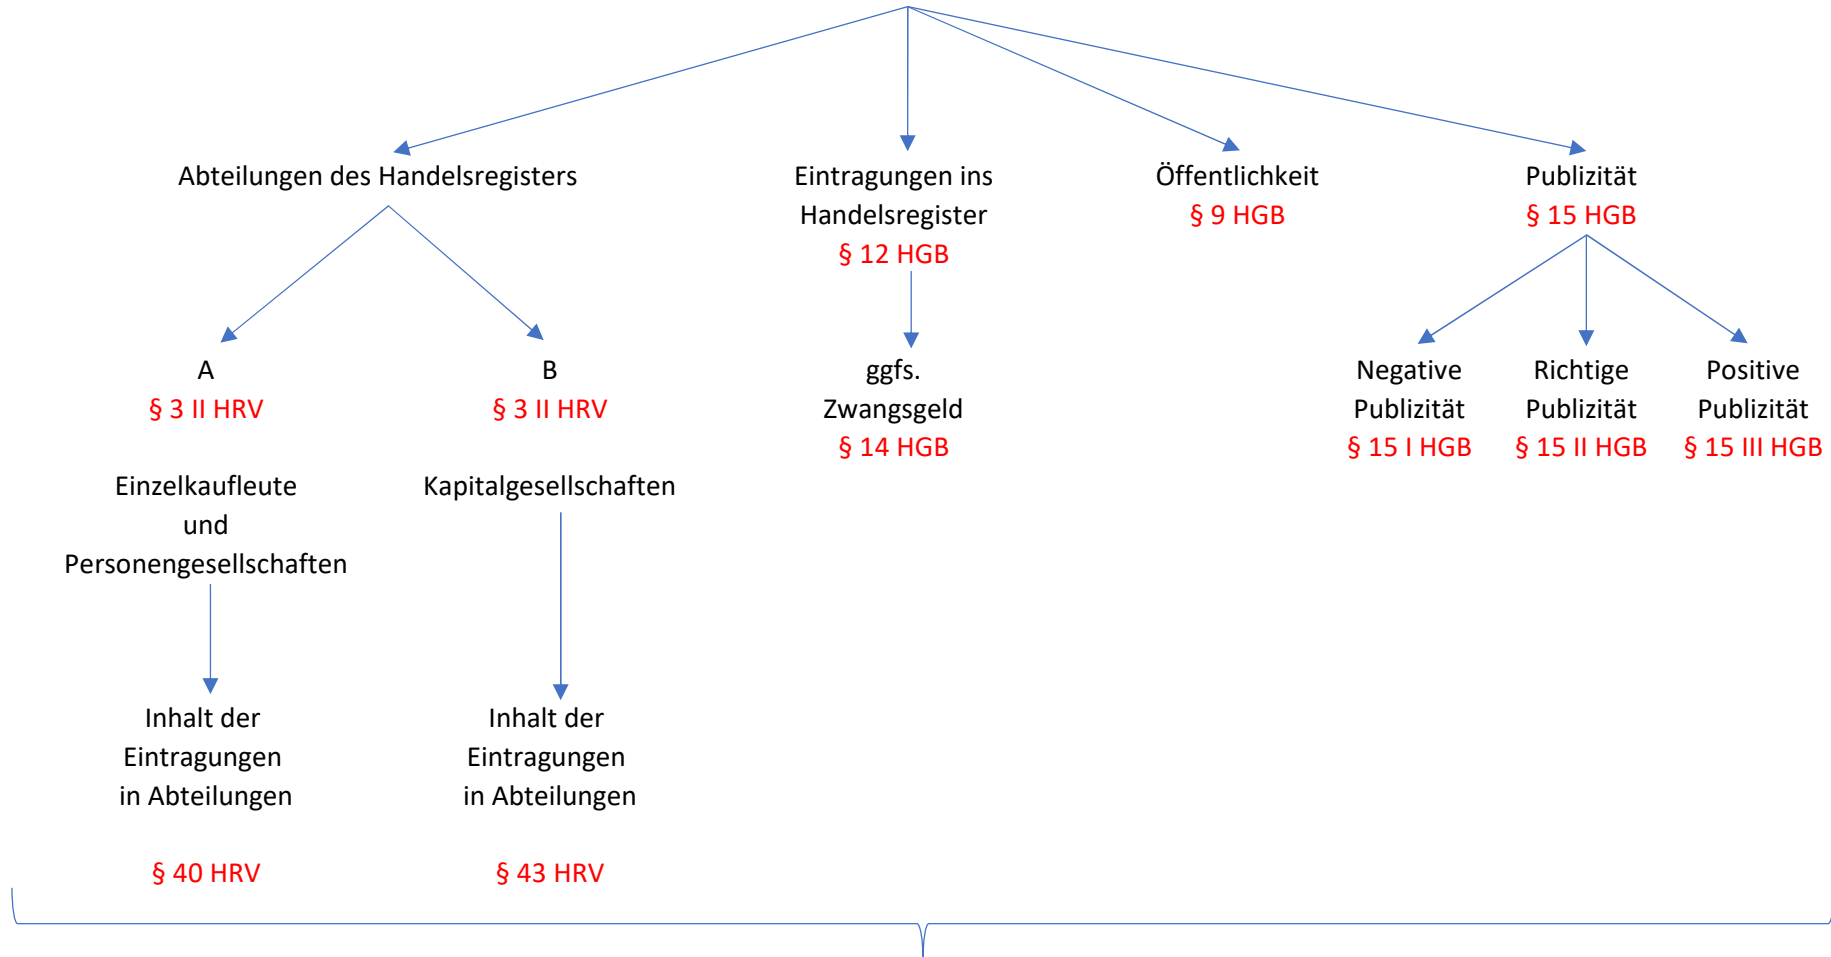 Abteilungen des Handelsregisters
Eintragungen ins
Handelsregister
§ 12 HGB
Öffentlichkeit
§ 9 HGB
Publizität
§ 15 HGB
A
§ 3 II HRV
Einzelkaufleute
und
Personengesellschaften
B
§ 3 II HRV
Kapitalgesellschaften
ggfs.
Zwangsgeld
§ 14 HGB
Negative
Publizität
§ 15 I HGB
Richtige
Publizität
§ 15 II HGB
Positive
Publizität
§ 15 III HGB
Inhalt der
Eintragungen
in Abteilungen
§ 40 HRV
Inhalt der
Eintragungen
in Abteilungen
§ 43 HRV